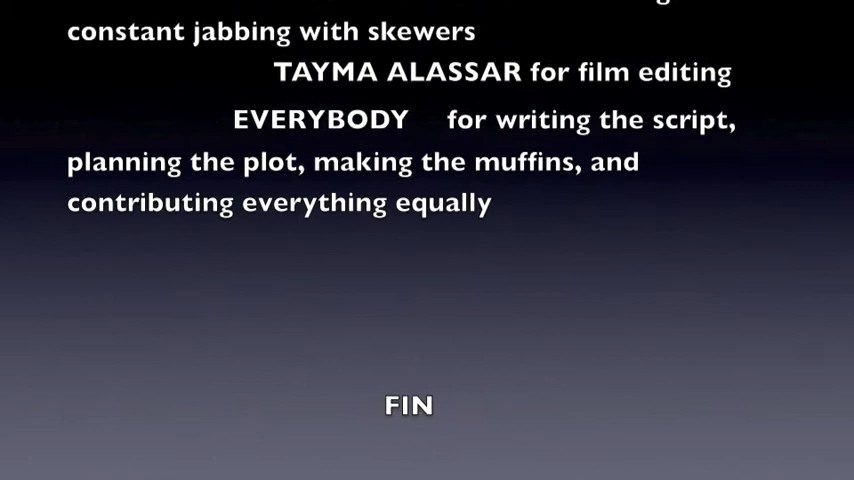 constant jabbing with skewers
TAYMA ALASSAR for film editing
EVERYBODY for writing the script,
planning the plot, making the muffins, and
contributing everything equally
FIN